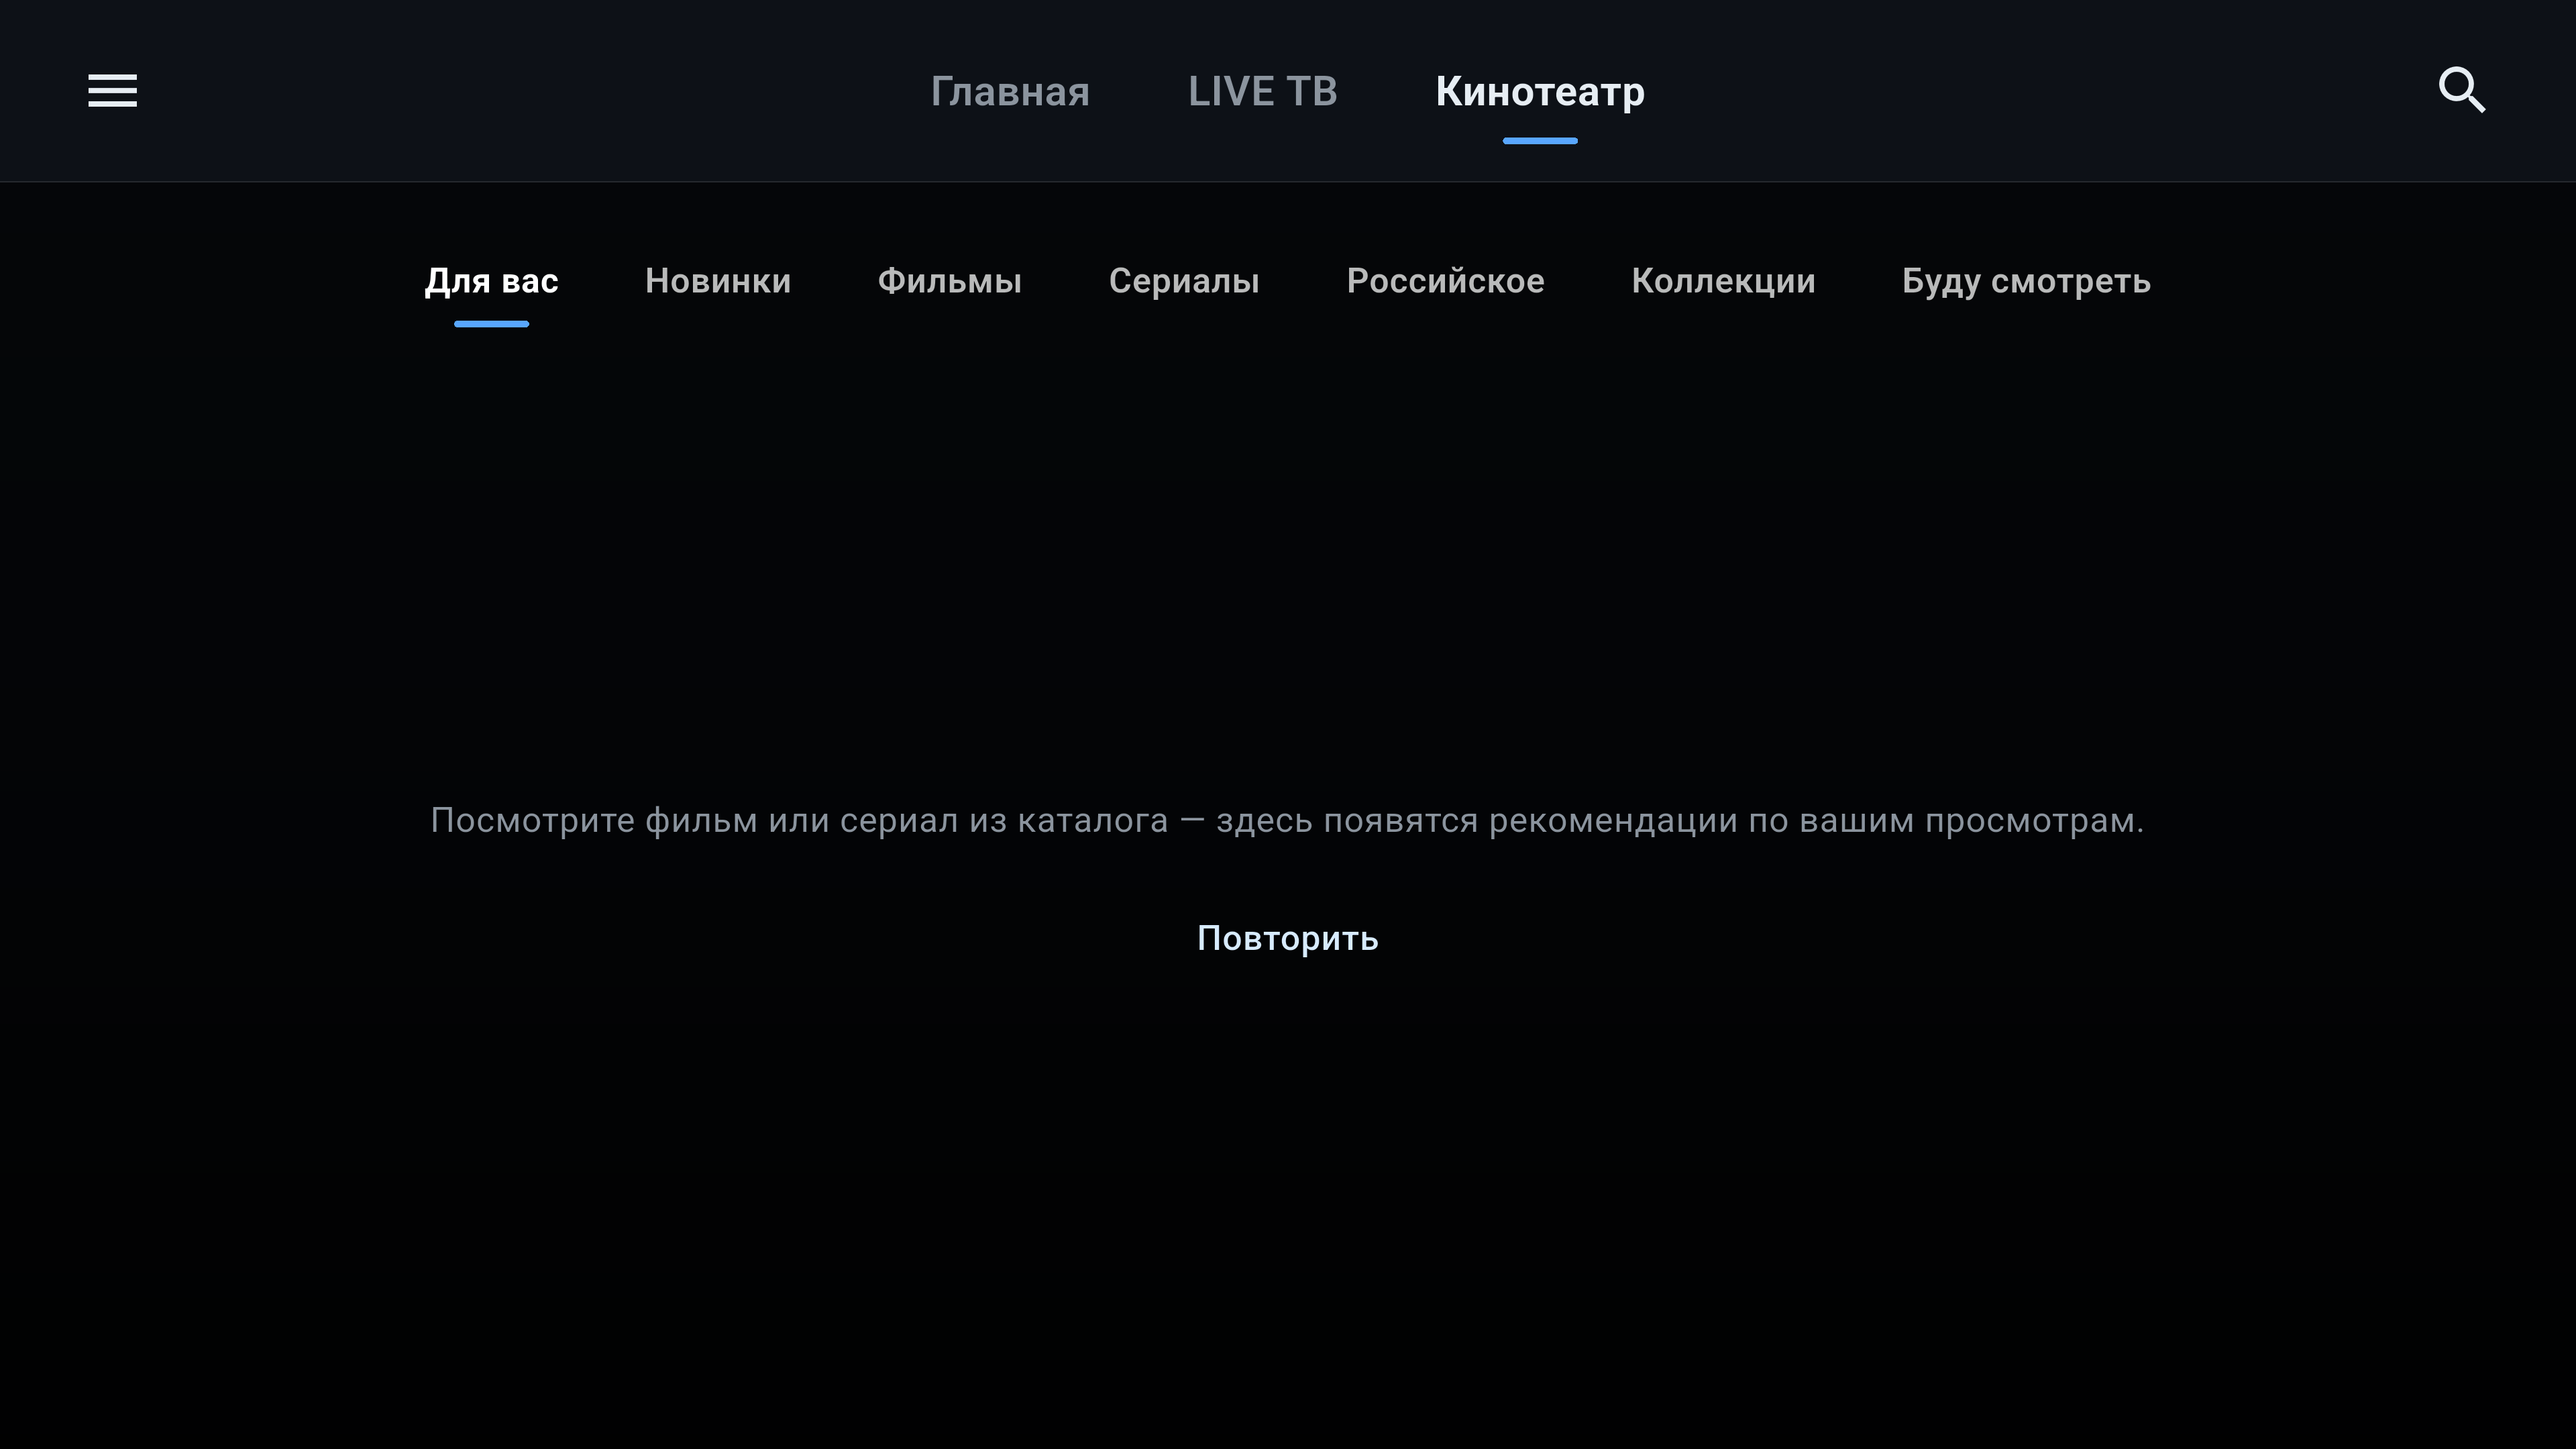 Главная LIVE ТВ Кинотеатр
Для вас Новинки Фильмы Сериалы Российское Коллекции Буду смотреть
Посмотрите фильм или сериал из каталога — здесь появятся рекомендации по вашим просмотрам.
Повторить